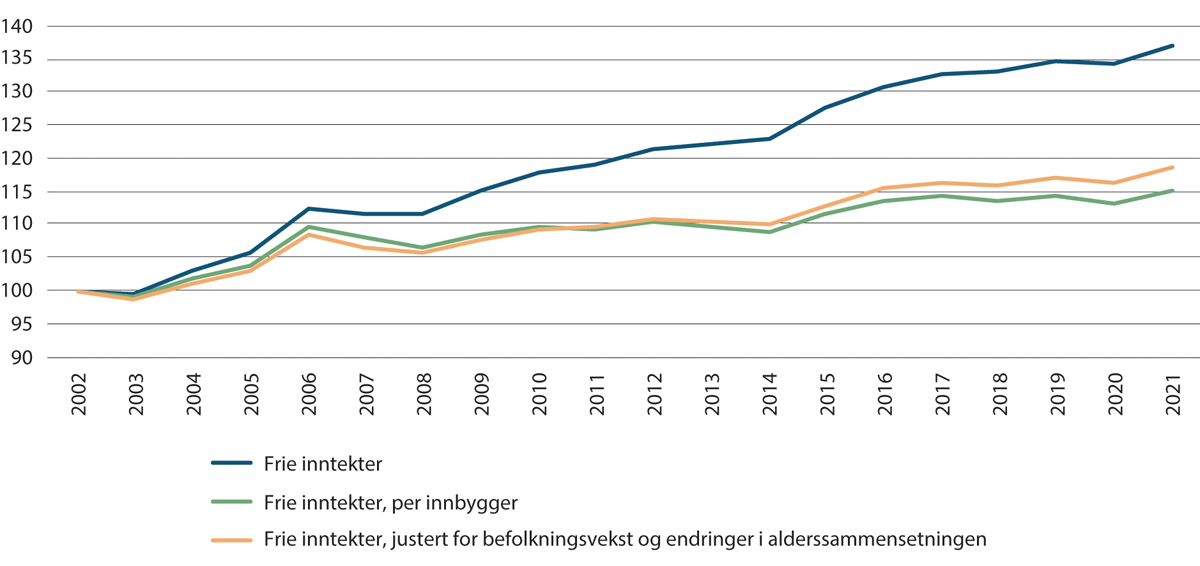 140
135
130
125
120
115
110
105
100
95
90
2002 2003 2004 2005 2006 2007 2008 2009 2010 2011 2012 2013 2014 2015 2016 2017 2018 2019 2020 2021
Frie inntekter
Frie inntekter, per innbygger
Frie inntekter, justert for befolkningsvekst og endringer i alderssammensetningen